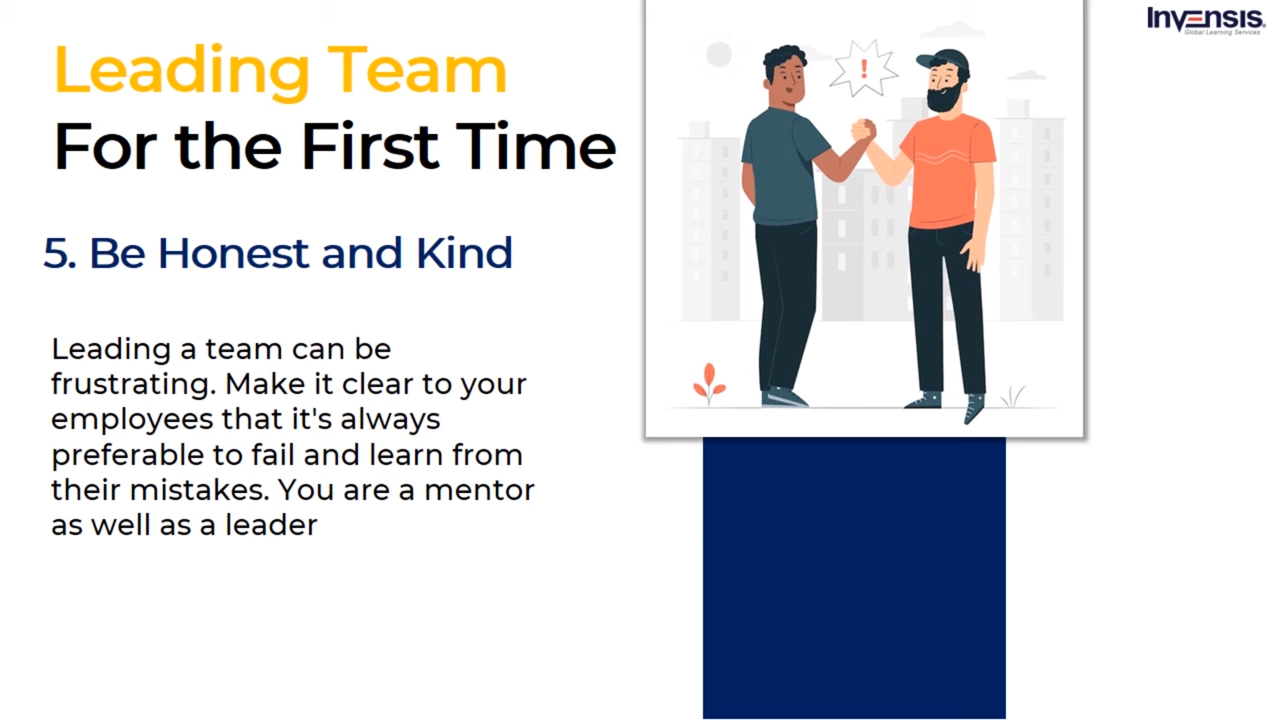 Invensis
Global Learning Services
Leading Team
For the First Time
!
5. Be Honest and Kind
Leading a team can be
frustrating. Make it clear to your
employees that it's always
preferable to fail and learn from
their mistakes. You are a mentor
as well as a leader